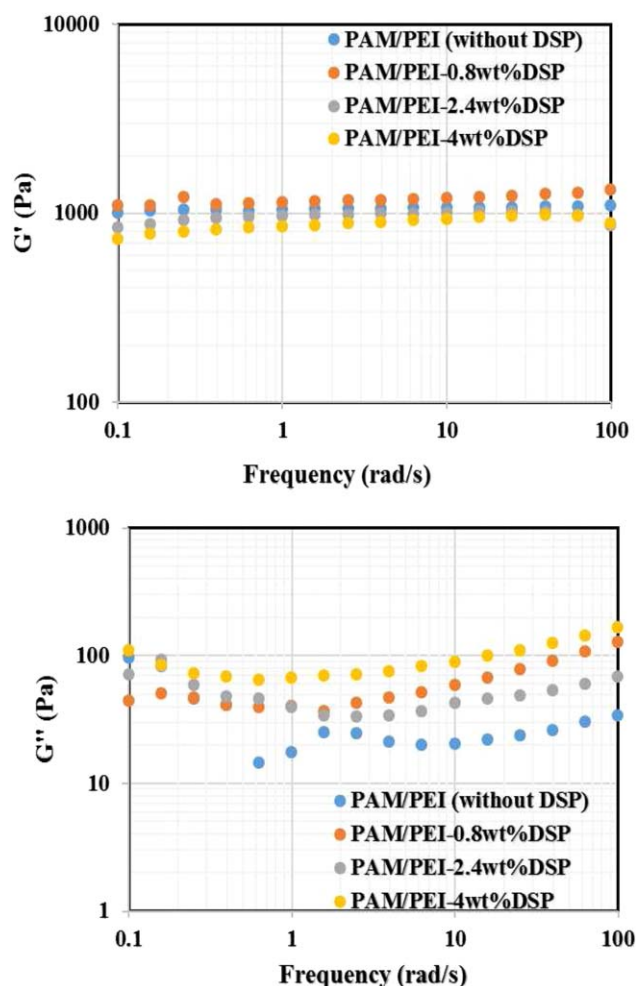 10000
PAM/PEI (without DSP)
PAM/PEI-0.8wt%DSP
PAM/PEI-2.4wt%DSP
PAM/PEI-4wt%DSP
G' (Pa)
1000
100
0.1 1 10 100
Frequency (rad/s)
1000
100
G'' (Pa)
10
PAM/PEI (without DSP)
PAM/PEI-0.8wt%DSP
PAM/PEI-2.4wt%DSP
PAM/PEI-4wt%DSP
1
0.1 1 10 100
Frequency (rad/s)